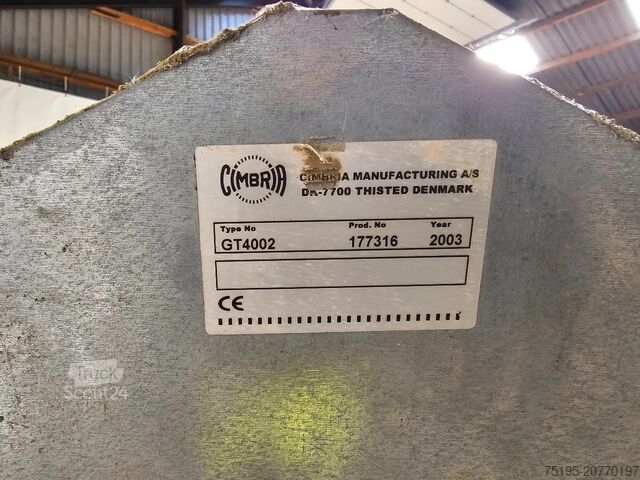 CIMBRIA
CIMBRIA MANUFACTURING A/S
DK-7700 THISTED DENMARK
Type No Prod. No Year
GT4002 177316 2003
CE
Truck
Scout24
75195-20770197